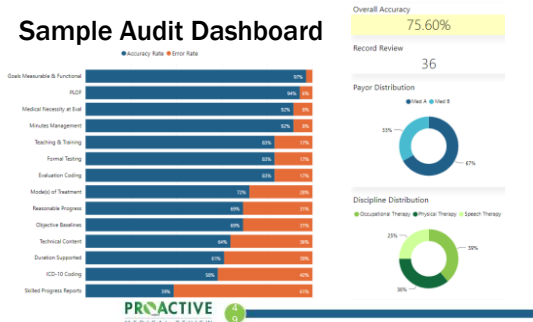 Sample Audit Dashboard
Accuracy Rate Error Rate
Goals Measurable & Functional 97%
PLOF 94% 6%
Medical Necessity at Eval 92% 8%
Minutes Management 92% 8%
Teaching & Training 83% 17%
Formal Testing 83% 17%
Evaluation Coding 83% 17%
Mode(s) of Treatment 72% 28%
Reasonable Progress 69% 31%
Objective Baselines 69% 31%
Technical Content 64% 36%
Duration Supported 61% 39%
ICD-10 Coding 58% 42%
Skilled Progress Reports 39% 61%
Overall Accuracy
75.60%
Record Review
36
Payor Distribution
Med A Med B
33%
67%
Discipline Distribution
Occupational Therapy Physical Therapy Speech Therapy
25%
39%
36%
PROACTIVE
4
9